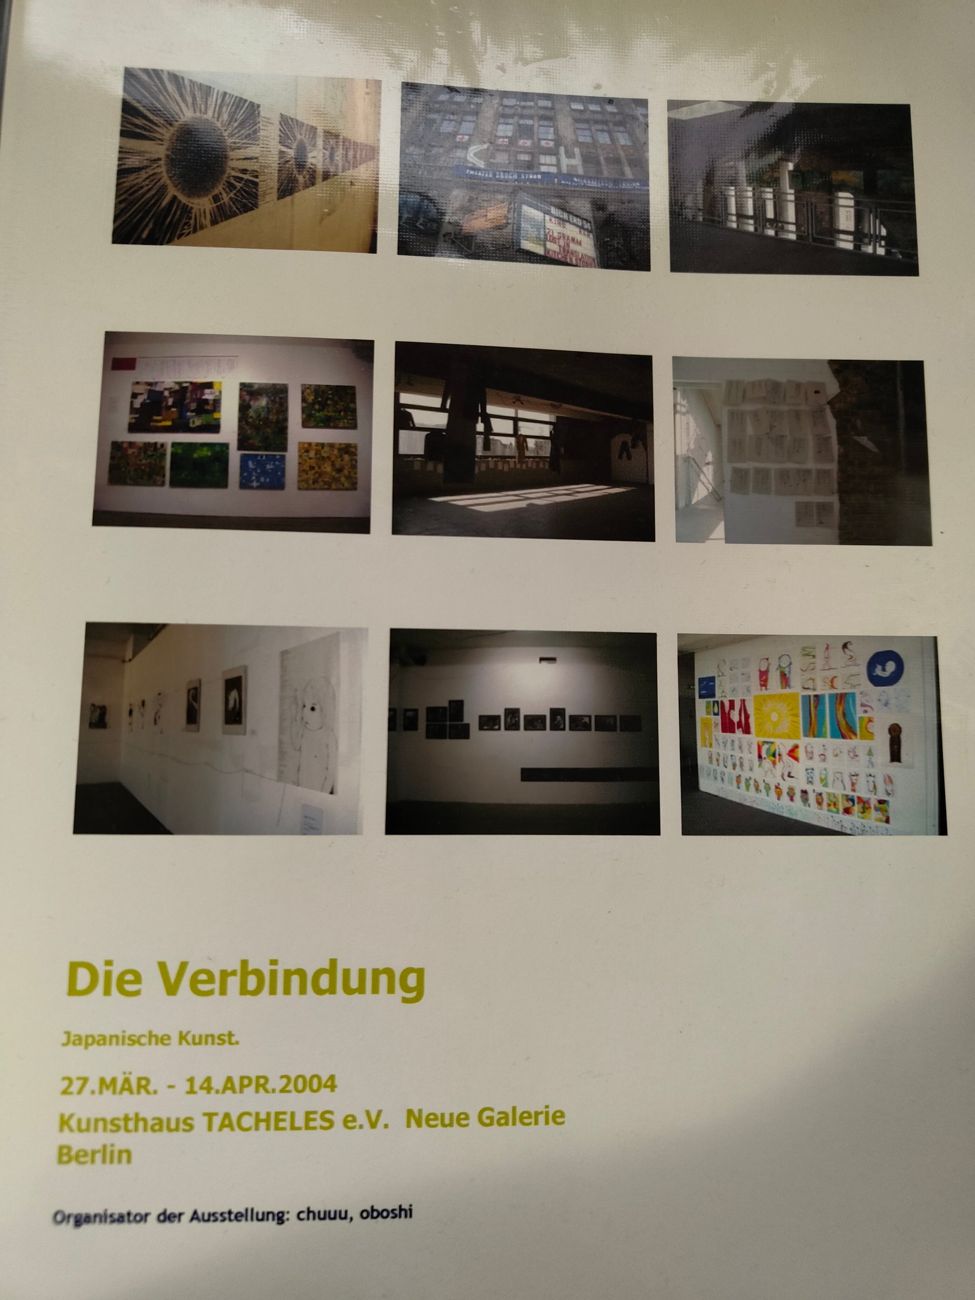 Die Verbindung
Japanische Kunst.
27.MÄR. - 14.APR.2004
Kunsthaus TACHELES e.V. Neue Galerie
Berlin
Organisator der Ausstellung: chuuu, oboshi